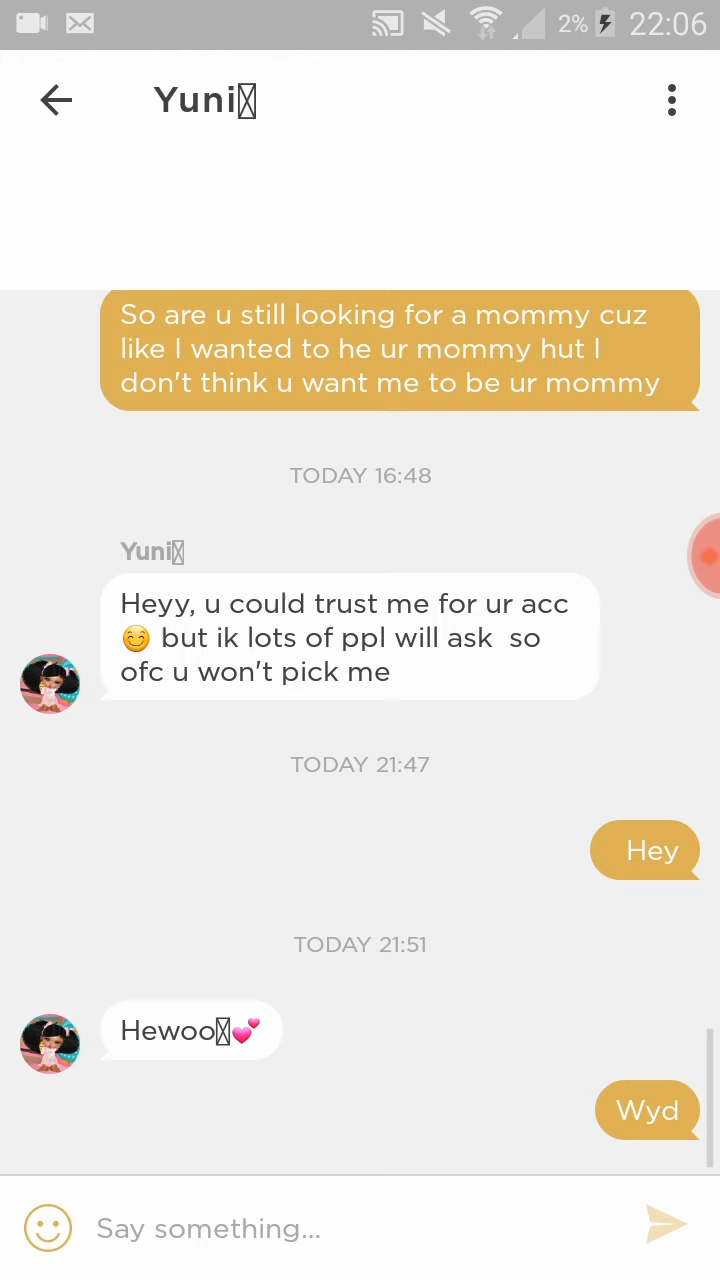 2% 22:06
Yuni
So are u still looking for a mommy cuz
like I wanted to he ur mommy hut I
don't think u want me to be ur mommy
TODAY 16:48
Yuni
Heyy, u could trust me for ur acc
😊 but ik lots of ppl will ask so
ofc u won't pick me
TODAY 21:47
Hey
TODAY 21:51
Hewoo💕
Wyd
Say something...